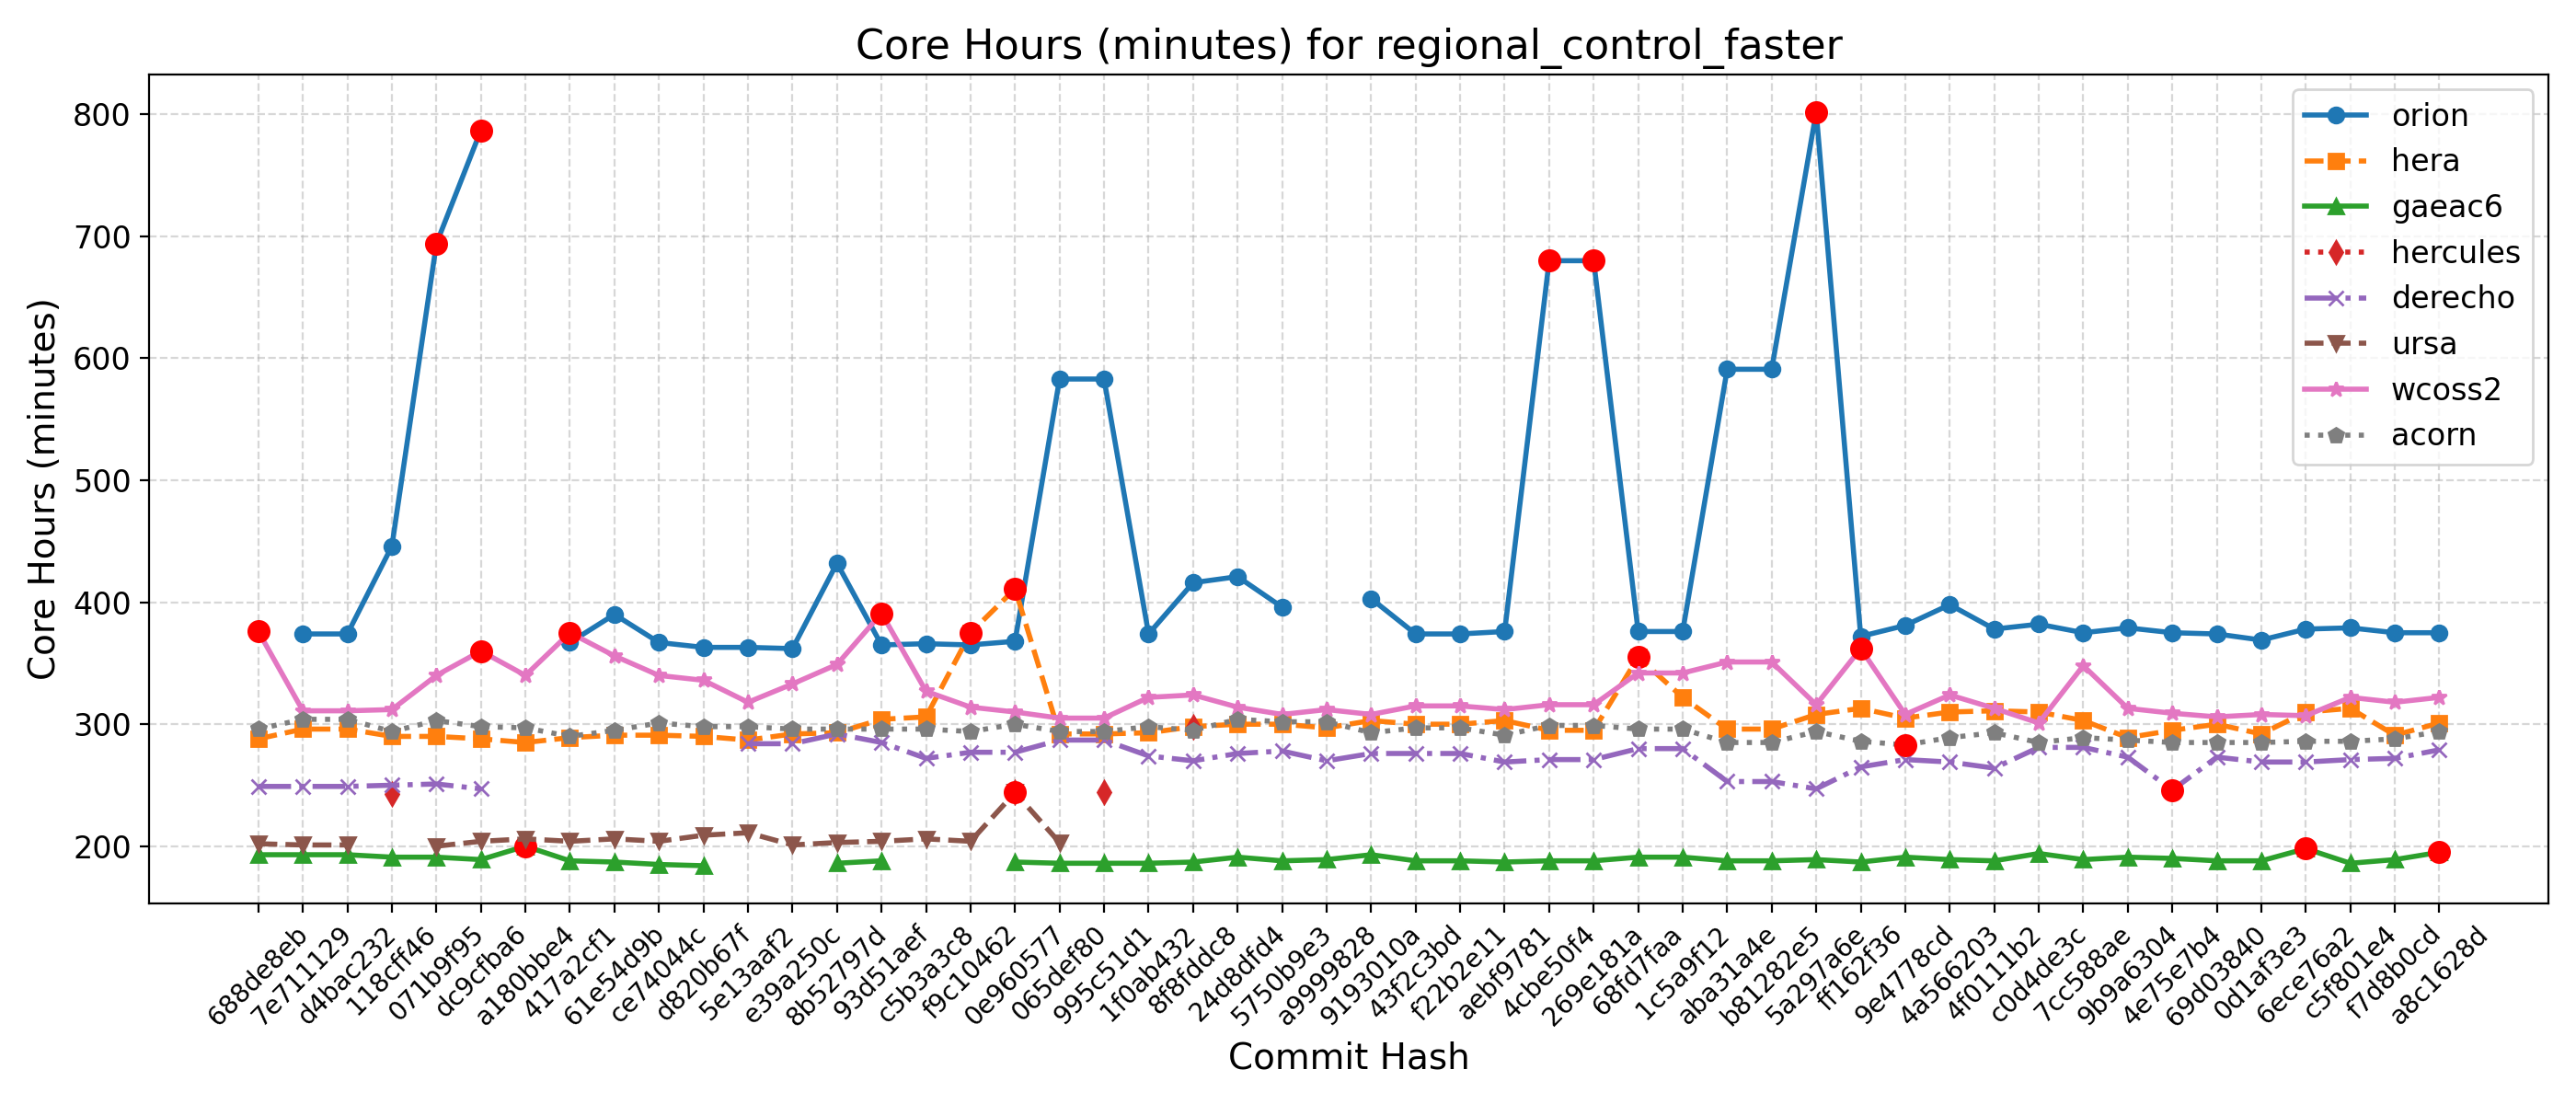 Core Hours (minutes) for regional_control_faster
Core Hours (minutes)
800
700
600
500
400
300
200
orion
hera
gaeac6
hercules
derecho
ursa
wcoss2
acorn
688de8eb
7e711129
d4bac232
118cff46
071b9f95
dc9cfba6
a180bbe4
417a2cf1
61e54d9b
ce74044c
d820b67f
5e13aaf2
e39a250c
8b52797d
93d51aef
c5b3a3c8
f9c10462
0e960577
065def80
995c51d1
1f0ab432
8f8fddc8
24d8dfd4
5750b9e3
a9999828
9193010a
43f2c3bd
f22b2e11
aebf9781
4cbe50f4
269e181a
68fd7faa
1c5a9f12
aba31a4e
b81282e5
5a297a6e
ff162f36
9e4778cd
4a566203
4f0111b2
c0d4de3c
7cc588ae
9b9a6304
4e75e7b4
69d03840
0d1af3e3
6ece76a2
c5f801e4
f7d8b0cd
a8c1628d
Commit Hash